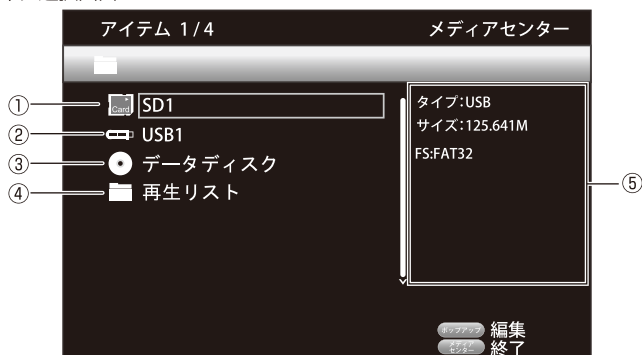 アイテム 1/4
メディアセンター
① SD1
② USB1
③ データディスク
④ 再生リスト
Card
タイプ:USB
サイズ:125.641M
FS:FAT32
⑤
ポップアップ 編集
メディアセンター 終了